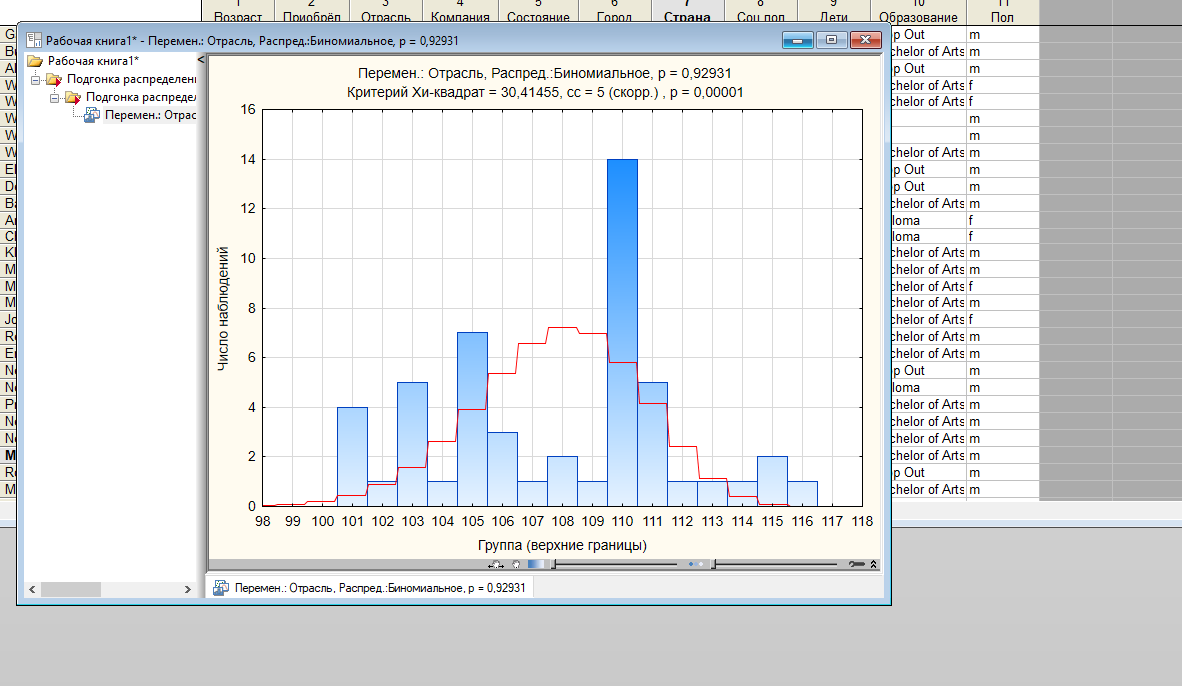 1 2 3 4 5 6 7 8 9 10 11
Возраст Приобрёл Отрасль Компания Состояние Город Страна Соц пол Дети Образование Пол
Рабочая книга1* - Перемен.: Отрасль, Распред.:Биномиальное, p = 0,92931
Рабочая книга1*
Подгонка распределени
Подгонка распредел
Перемен.: Отрас
Перемен.: Отрасль, Распред.:Биномиальное, p = 0,92931
Критерий Хи-квадрат = 30,41455, сс = 5 (скорр.) , p = 0,00001
Число наблюдений
16
14
12
10
8
6
4
2
0
98 99 100 101 102 103 104 105 106 107 108 109 110 111 112 113 114 115 116 117 118
Группа (верхние границы)
Перемен.: Отрасль, Распред.:Биномиальное, p = 0,92931
p Out m
chelor of Arts m
p Out m
chelor of Arts f
chelor of Arts f
m
m
chelor of Arts m
p Out m
p Out m
chelor of Arts m
loma f
loma f
chelor of Arts m
chelor of Arts m
chelor of Arts f
chelor of Arts m
chelor of Arts f
chelor of Arts m
chelor of Arts m
p Out m
loma m
chelor of Arts m
chelor of Arts m
chelor of Arts m
chelor of Arts m
p Out m
chelor of Arts m